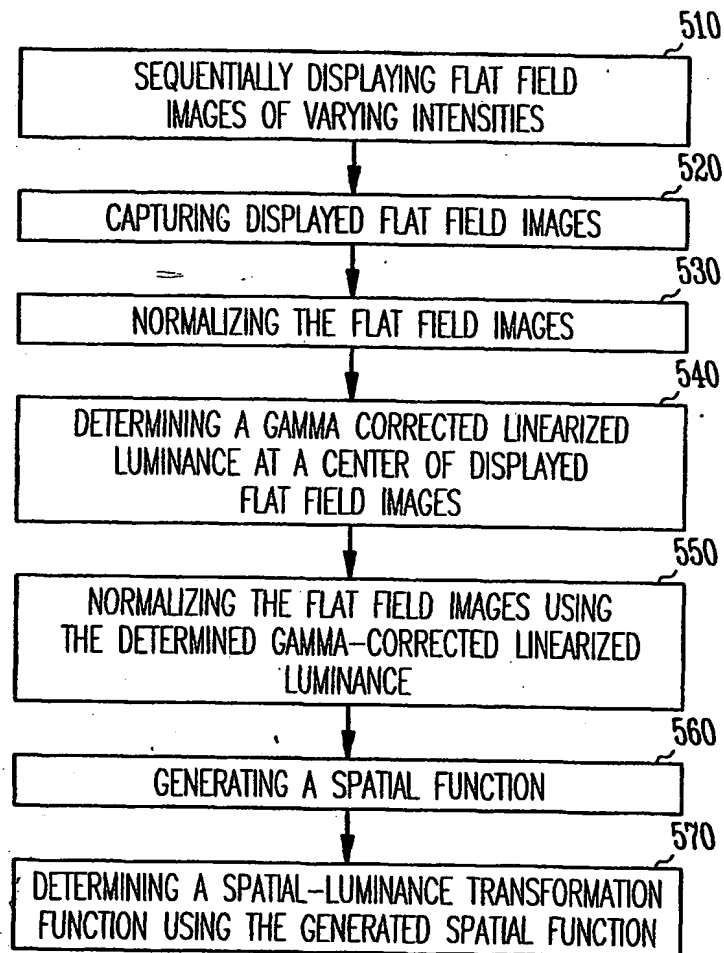 510
SEQUENTIALLY DISPLAYING FLAT FIELD
IMAGES OF VARYING INTENSITIES
520
CAPTURING DISPLAYED FLAT FIELD IMAGES
530
NORMALIZING THE FLAT FIELD IMAGES
540
DETERMINING A GAMMA CORRECTED LINEARIZED
LUMINANCE AT A CENTER OF DISPLAYED
FLAT FIELD IMAGES
550
NORMALIZING THE FLAT FIELD IMAGES USING
THE DETERMINED GAMMA-CORRECTED LINEARIZED
LUMINANCE
560
GENERATING A SPATIAL FUNCTION
570
DETERMINING A SPATIAL-LUMINANCE TRANSFORMATION
FUNCTION USING THE GENERATED SPATIAL FUNCTION